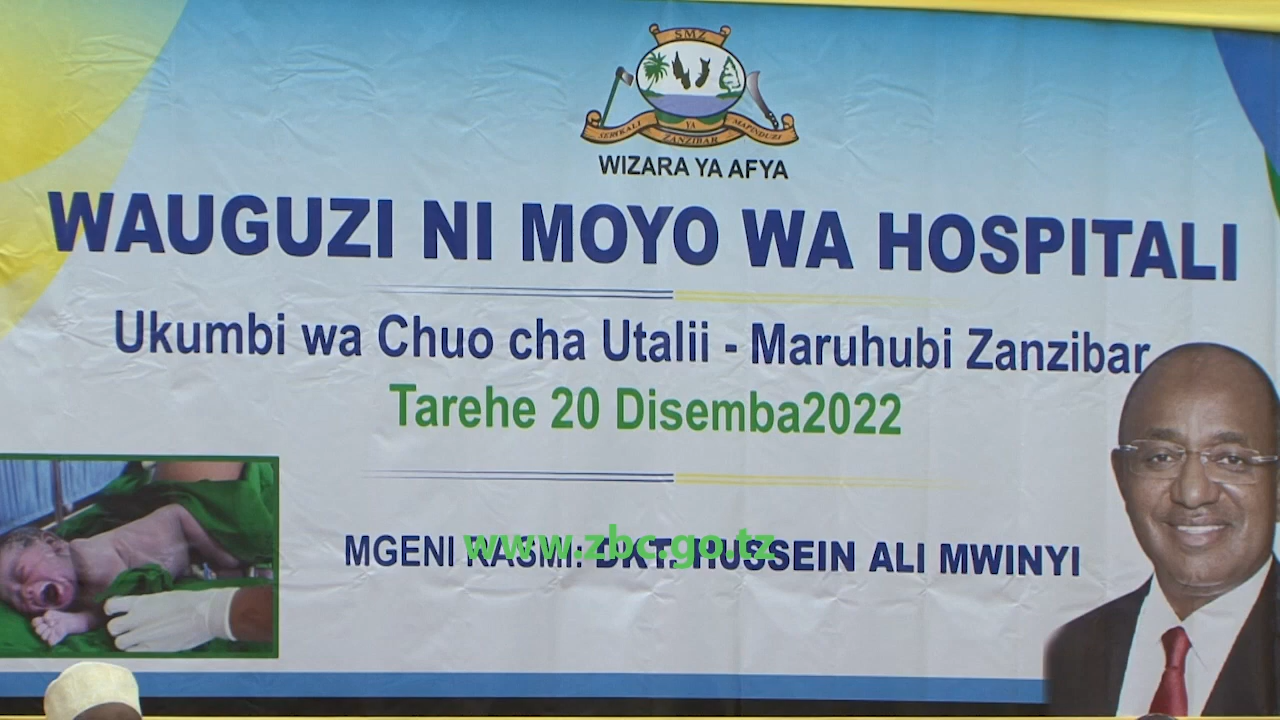 SMZ
SERIKALI YA MAPINDUZI
ZANZIBAR
WIZARA YA AFYA
WAUGUZI NI MOYO WA HOSPITALI
Ukumbi wa Chuo cha Utalii - Maruhubi Zanzibar
Tarehe 20 Disemba2022
MGENI RASMI: DKT. HUSSEIN ALI MWINYI
www.zbc.go.tz